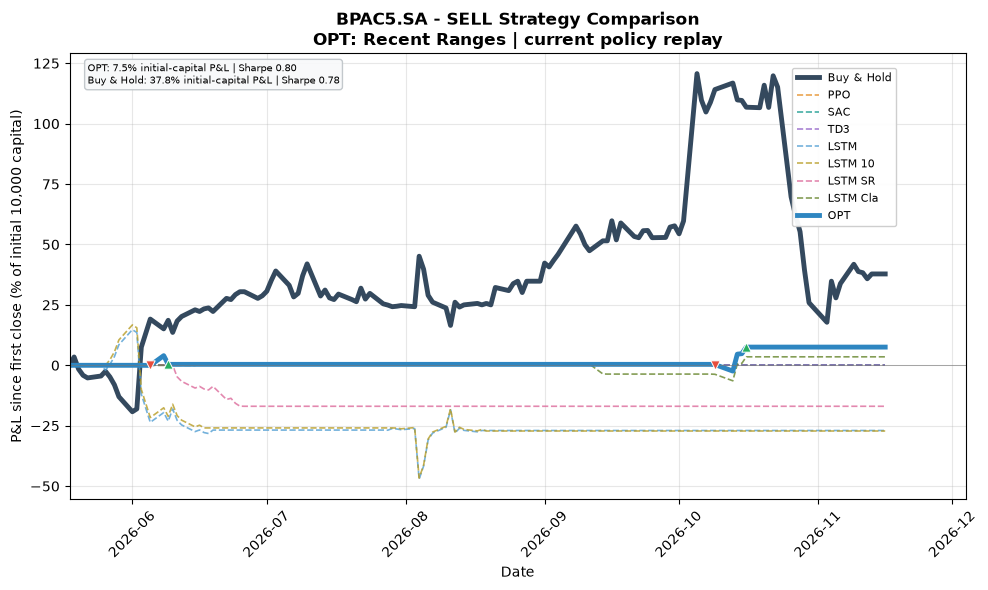 BPAC5.SA - SELL Strategy Comparison
OPT: Recent Ranges | current policy replay
OPT: 7.5% initial-capital P&L | Sharpe 0.80
Buy & Hold: 37.8% initial-capital P&L | Sharpe 0.78
Buy & Hold
PPO
SAC
TD3
LSTM
LSTM 10
LSTM SR
LSTM Cla
OPT
P&L since first close (% of initial 10,000 capital)
125
100
75
50
25
0
−25
−50
2026-06
2026-07
2026-08
2026-09
2026-10
2026-11
2026-12
Date